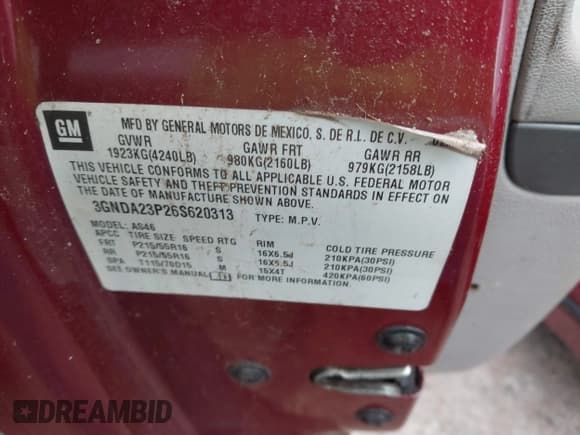 GM
MFD BY GENERAL MOTORS DE MEXICO, S. DE R.L. DE C.V.
GVWR GAWR FRT GAWR RR
1923KG(4240LB) 980KG(2160LB) 979KG(2158LB)
THIS VEHICLE CONFORMS TO ALL APPLICABLE U.S. FEDERAL MOTOR
VEHICLE SAFETY AND THEFT PREVENTION STANDARDS IN EFFECT ON
THE DATE OF MANUFACTURE SHOWN ABOVE.
3GNDA23P26S620313 TYPE: M.P.V.
MODEL: AS46
APCC TIRE SIZE SPEED RTG RIM COLD TIRE PRESSURE
FRT P215/55R16 S 16X6.5J 210KPA(30PSI)
RR P215/55R16 S 16X6.5J 210KPA(30PSI)
SPA T115/70D15 M 15X4T 420KPA(60PSI)
SEE OWNER'S MANUAL FOR MORE INFORMATION.
DREAMBID